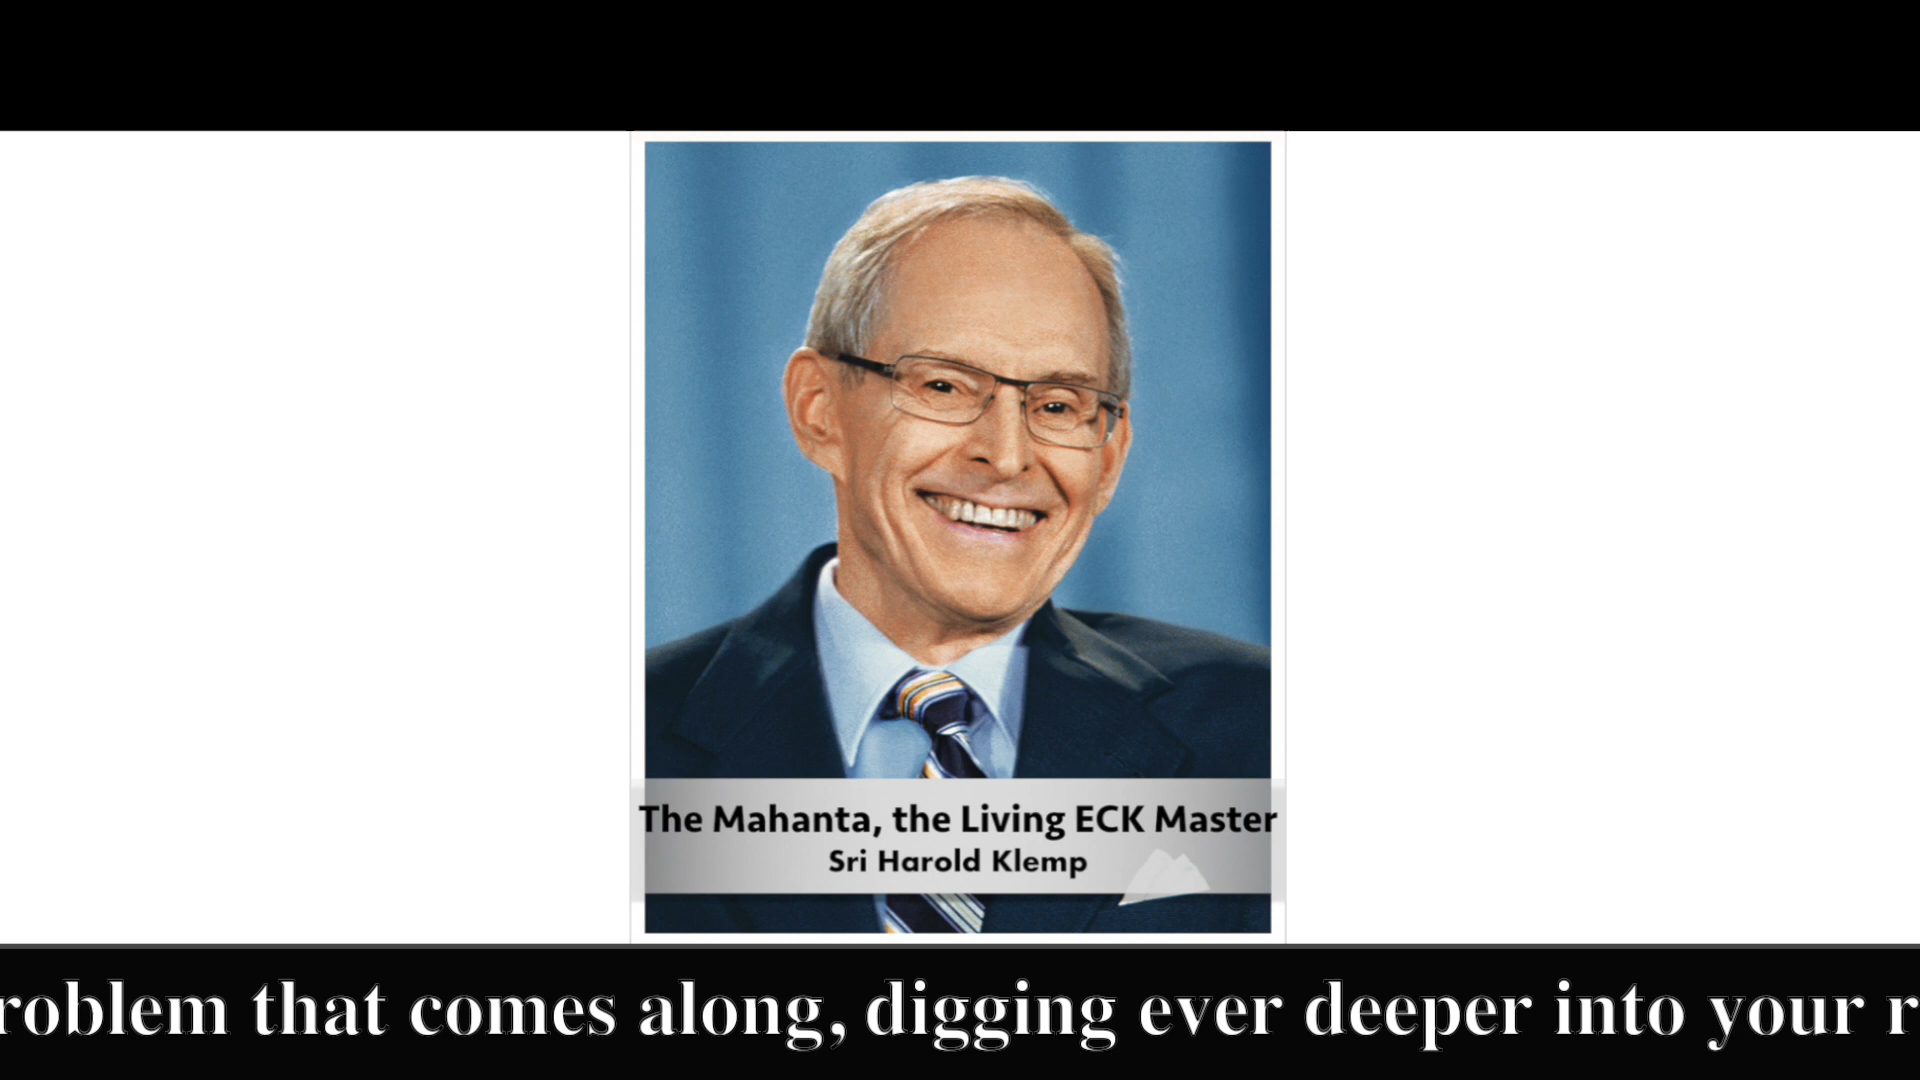 The Mahanta, the Living ECK Master
Sri Harold Klemp
roblem that comes along, digging ever deeper into your r